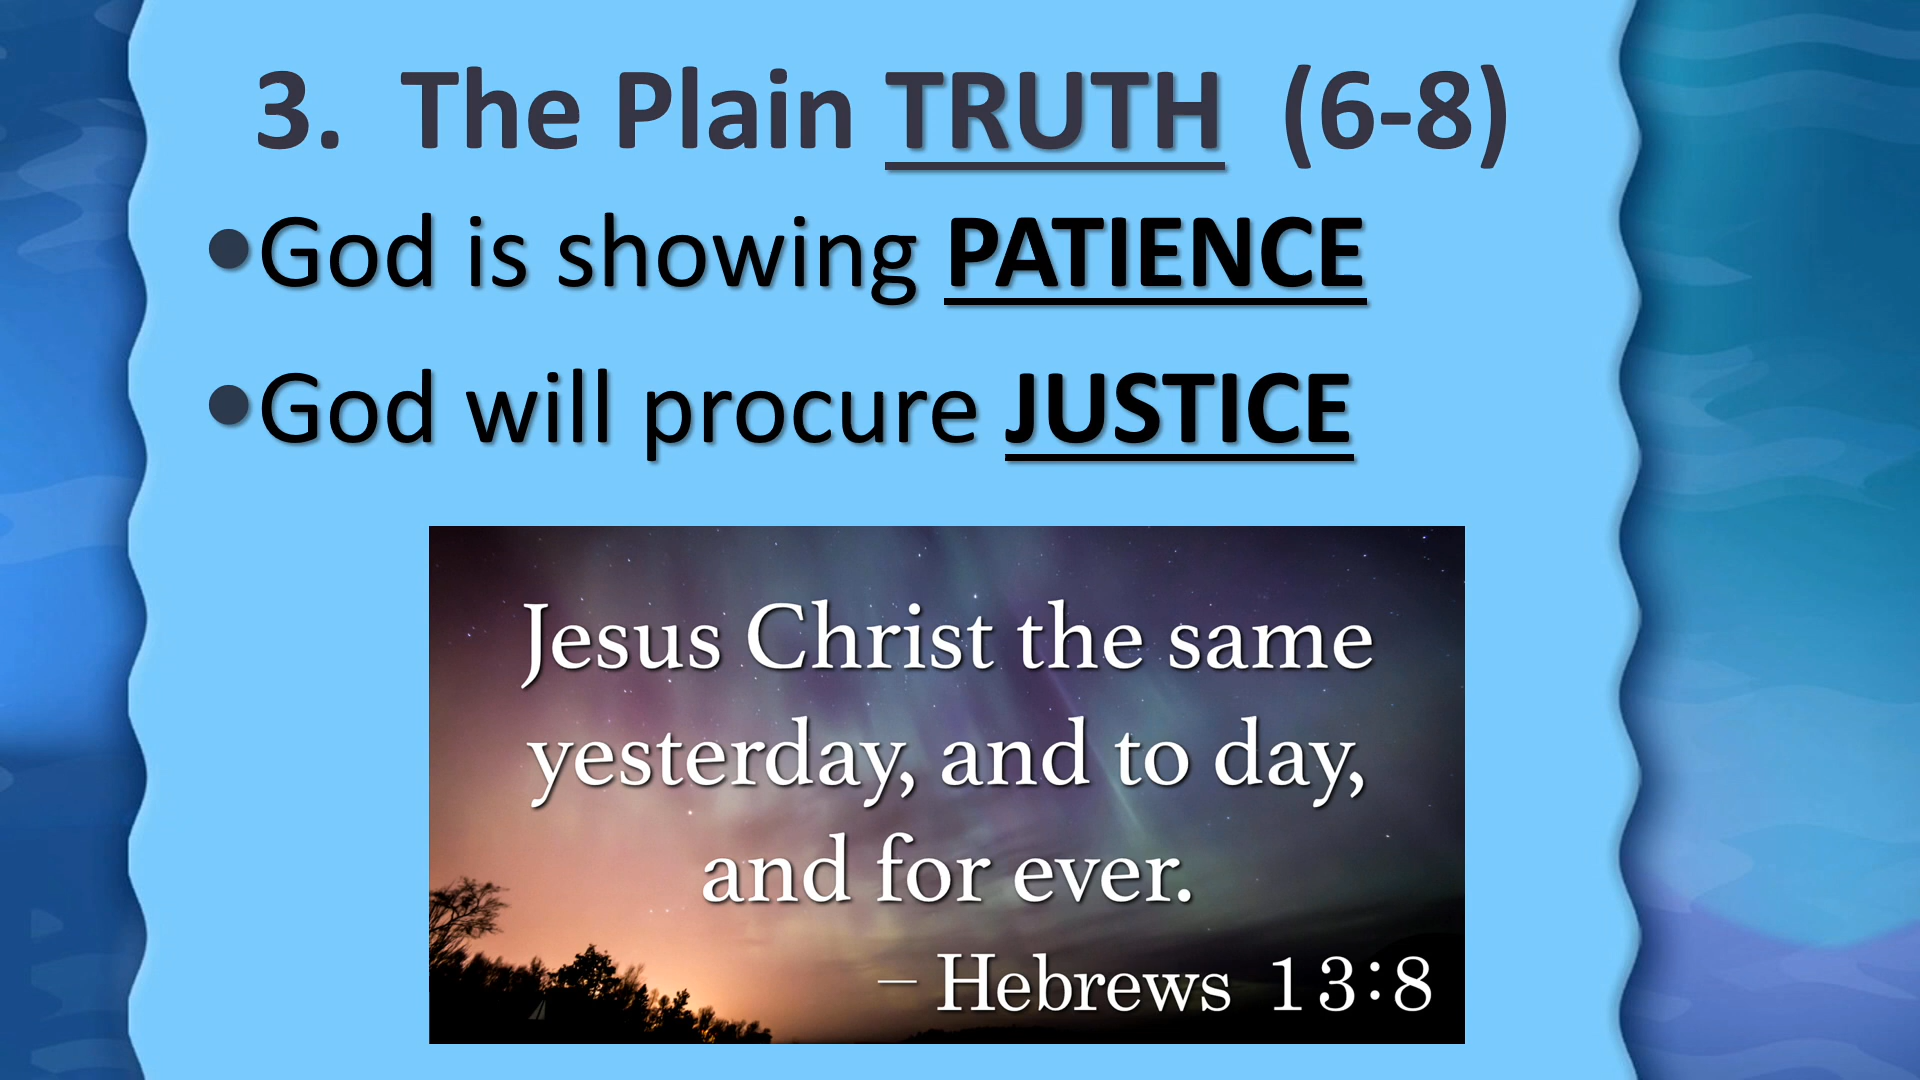 3. The Plain TRUTH (6-8)
•God is showing PATIENCE
•God will procure JUSTICE
Jesus Christ the same
yesterday, and to day,
and for ever.
– Hebrews 13:8